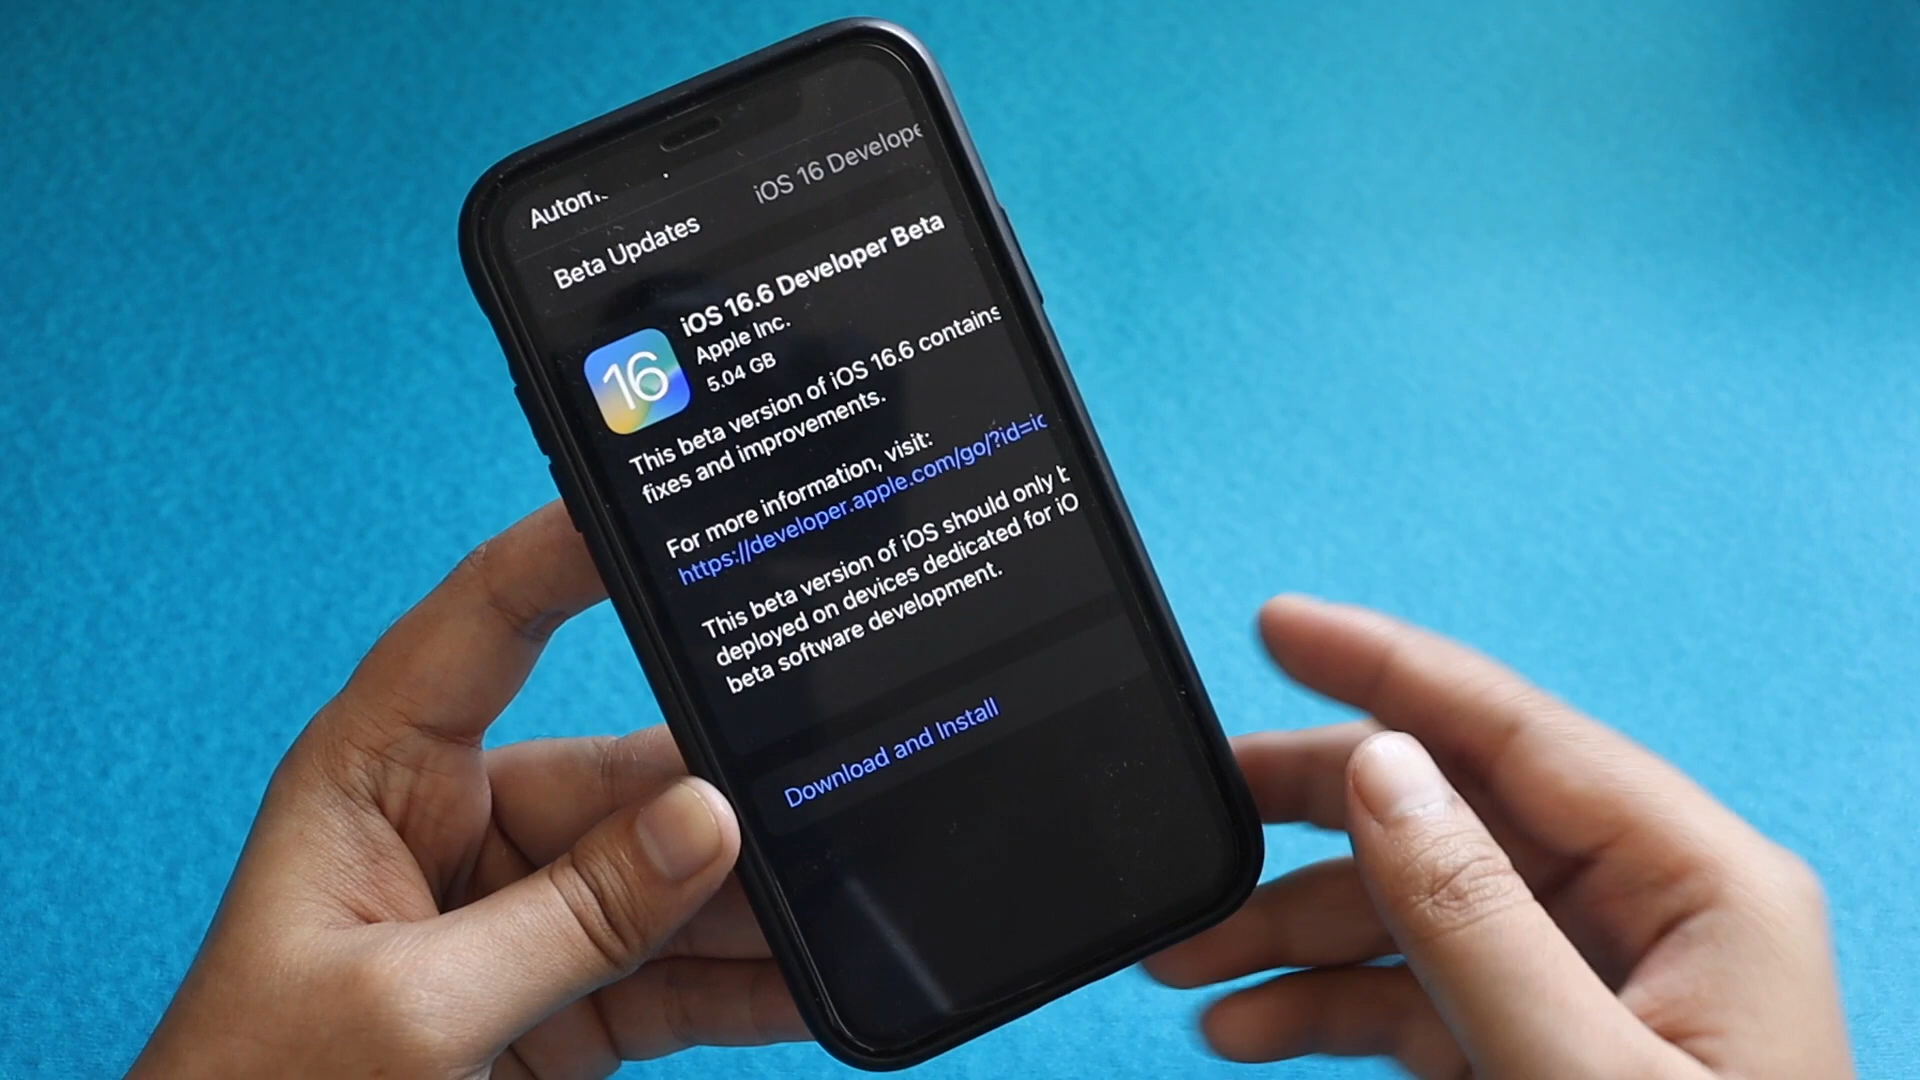 Beta Updates
iOS 16
iOS 16.6 Developer Beta
Apple Inc.
5.04 GB
16
This beta version of iOS 16.6 contains
fixes and improvements.
For more information, visit:
https://developer.apple.com/go/?id=
This beta version of iOS should only
deployed on devices dedicated for
beta software development.
Download and Install